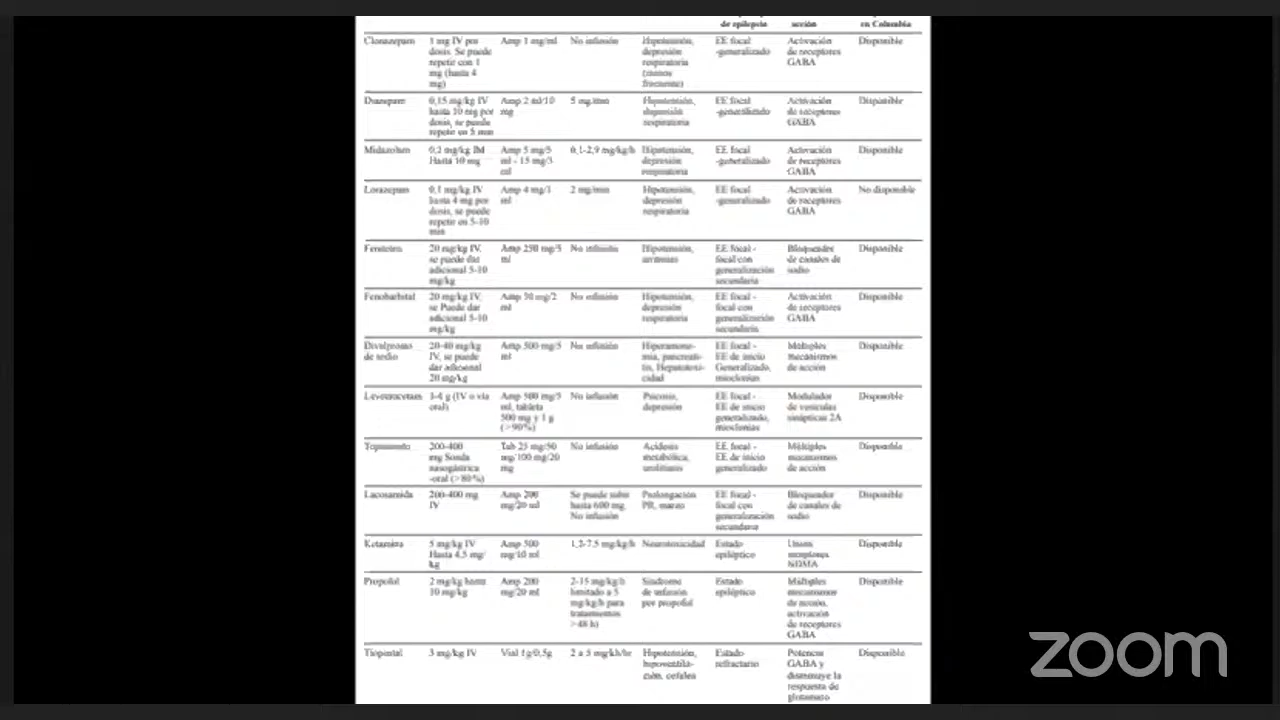 de epilepsia acción en Colombia
Clonazepam 1 mg IV por Amp 1 mg/ml No infusión Hipotensión, EE focal Activación Disponible
dosis. Se puede depresión -generalizado de receptores
repetir con 1 respiratoria GABA
mg (hasta 4 (menos
mg) frecuente)
Diazepam 0,15 mg/kg IV Amp 2 ml/10 5 mg/min Hipotensión, EE focal Activación Disponible
hasta 10 mg por mg depresión -generalizado de receptores
dosis, se puede respiratoria GABA
repetir en 5 min
Midazolam 0,2 mg/kg IM Amp 5 mg/5 0,1-2,9 mg/kg/h Hipotensión, EE focal Activación Disponible
Hasta 10 mg ml - 15 mg/3 depresión -generalizado de receptores
ml respiratoria GABA
Lorazepam 0,1 mg/kg IV Amp 4 mg/1 2 mg/min Hipotensión, EE focal Activación No disponible
hasta 4 mg por ml depresión -generalizado de receptores
dosis, se puede respiratoria GABA
repetir en 5-10
min
Fenitoína 20 mg/kg IV, Amp 250 mg/5 No infusión Hipotensión, EE focal - Bloqueador Disponible
se puede dar ml arritmias focal con de canales de
adicional 5-10 generalización sodio
mg/kg secundaria
Fenobarbital 20 mg/kg IV, No infusión Hipotensión, EE focal - Activación Disponible
se Puede dar ml depresión focal con de receptores
adicional 5-10 respiratoria generalización GABA
mg/kg secundaria
Divalproato 20-40 mg/kg Amp 500 mg/5 No infusión Hiperamone- EE focal - Múltiples Disponible
de sodio IV, se puede ml mia, pancreati- EE de inicio mecanismos
dar adicional tis, Hepatotoxi- Generalizado, de acción
20 mg/kg cidad mioclonías
Levetiracetam 1-4 g (IV o vía Amp 500 mg/5 No infusión Psicosis, EE focal - Modulador Disponible
oral) ml, tableta depresión EE de inicio de vesículas
500 mg y 1 g generalizado, sinápticas 2A
(>90%) mioclonías
Topiramato 200-400 Tab 25 mg/50 No infusión Acidosis EE focal - Múltiples Disponible
mg Sonda mg/100 mg/20 metabólica, EE de inicio mecanismos
nasogástrica mg urolitiasis generalizado de acción
-oral (>80%)
Lacosamida 200-400 mg Amp 200 Se puede subir Prolongación EE focal - Bloqueador Disponible
IV mg/20 ml hasta 600 mg, PR, mareo focal con de canales de
No infusión generalización sodio
secundaria
Ketamina 5 mg/kg IV Amp 500 1,2-7,5 mg/kg/h Neurotoxicidad Estado Disponible
Hasta 4,5 mg/ mg/10 ml epiléptico receptores
kg NDMA
Propofol 2 mg/kg hasta Amp 200 2-15 mg/kg/h Síndrome Estado Múltiples Disponible
10 mg/kg mg/20 ml limitado a 5 de infusión epiléptico mecanismos
mg/kg/h para por propofol de acción,
tratamientos activación
>48 h) de receptores
GABA
Tiopental 3 mg/kg IV Vial 1g/0,5g 2 a 5 mg/kh/hr Hipotensión, Estado Potencia Disponible
hipoventila- refractario GABA y
ción, cefalea disminuye la
respuesta de
glutamato
zoom